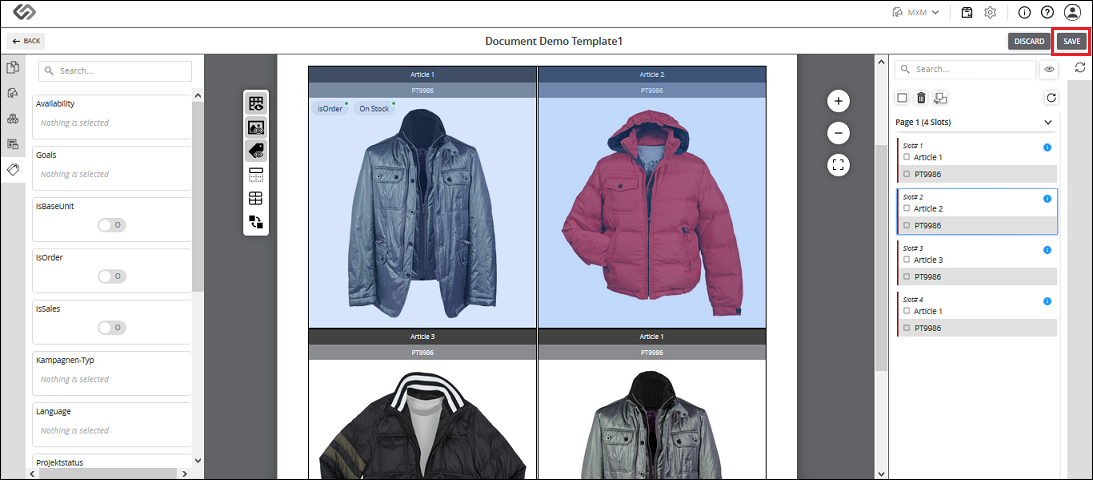 MxM
BACK
Document Demo Template1
DISCARD
SAVE
Search...
Availability
Nothing is selected
Goals
Nothing is selected
IsBaseUnit
O
IsOrder
O
IsSales
O
Kampagnen-Typ
Nothing is selected
Language
Nothing is selected
Projektstatus
Article 1
PT9986
isOrder
On Stock
Article 2
PT9986
Article 3
PT9986
Article 1
PT9986
Search...
Page 1 (4 Slots)
Slot# 1
Article 1
PT9986
Slot# 2
Article 2
PT9986
Slot# 3
Article 3
PT9986
Slot# 4
Article 1
PT9986